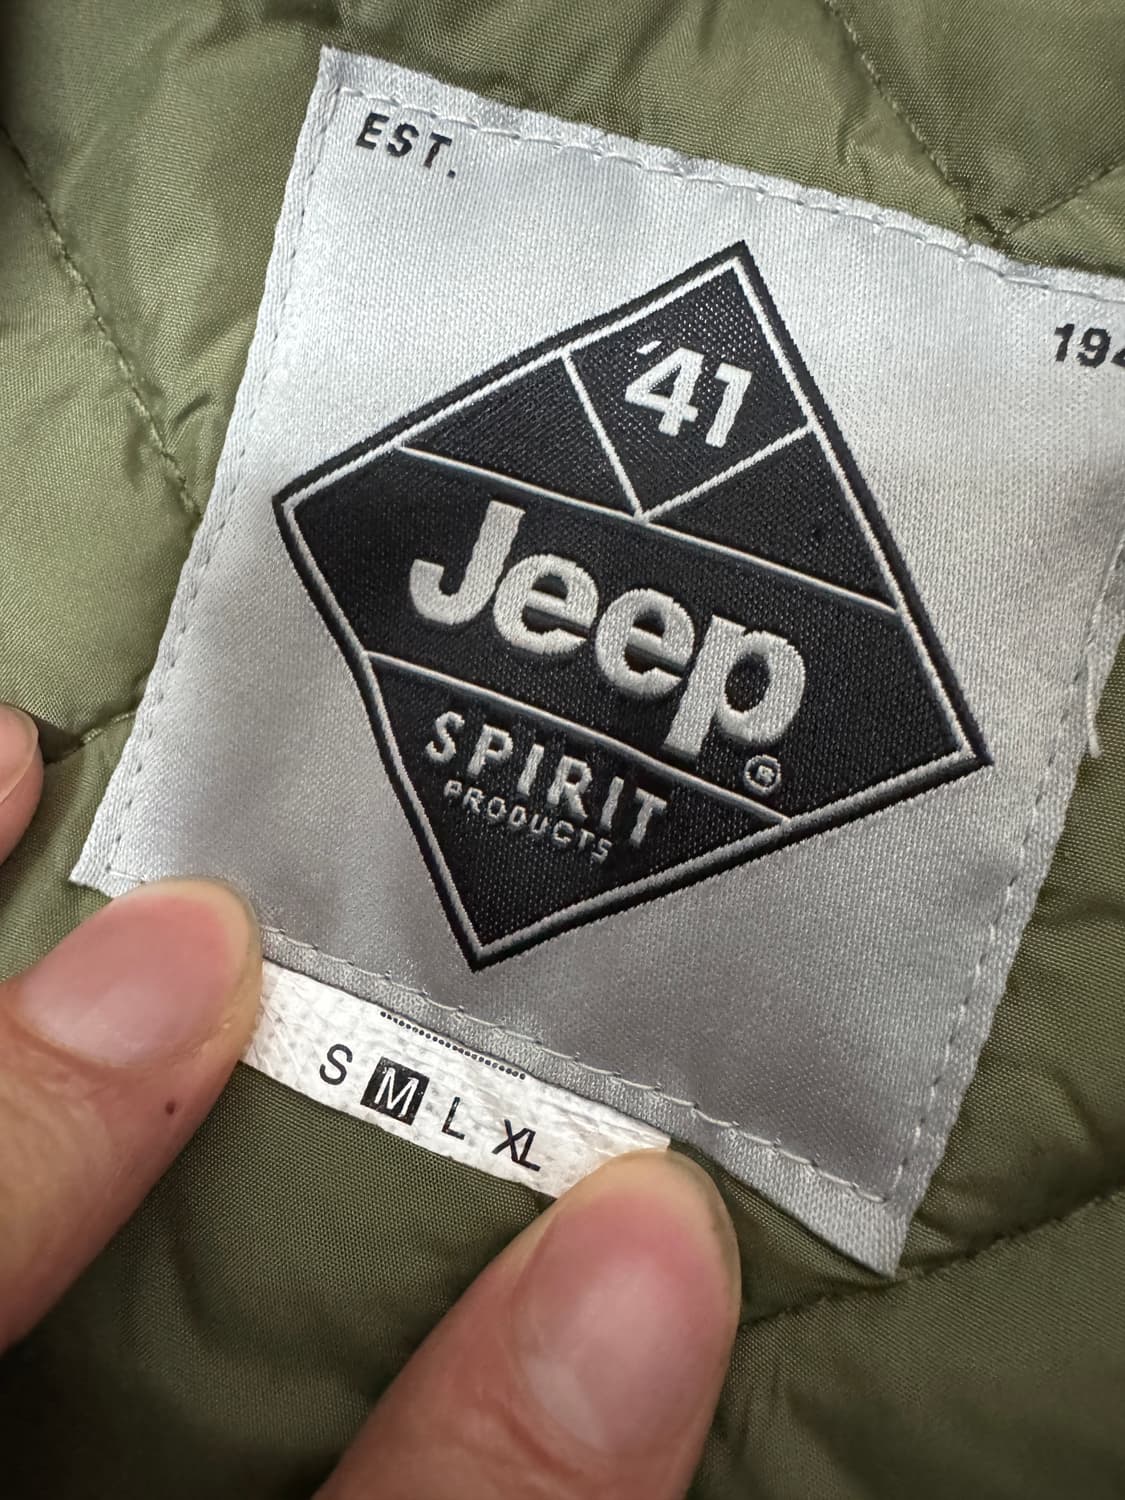 EST.
194
'41
Jeep®
SPIRIT
PRODUCTS
S M L XL